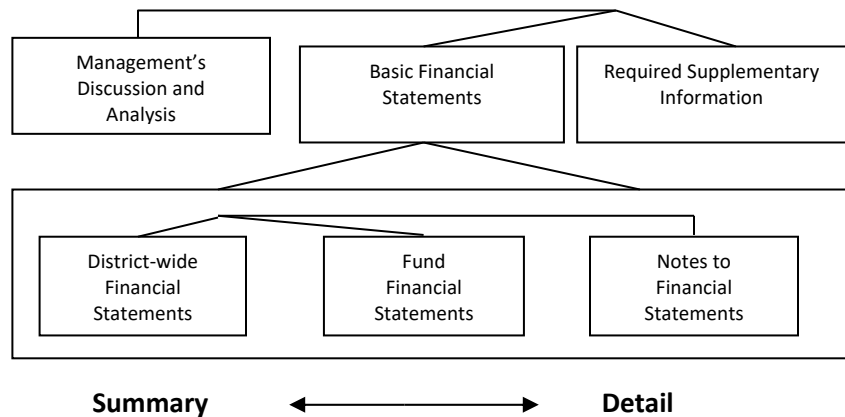 Management’s
Discussion and
Analysis
Basic Financial
Statements
Required Supplementary
Information
District-wide
Financial
Statements
Fund
Financial
Statements
Notes to
Financial
Statements
Summary
Detail